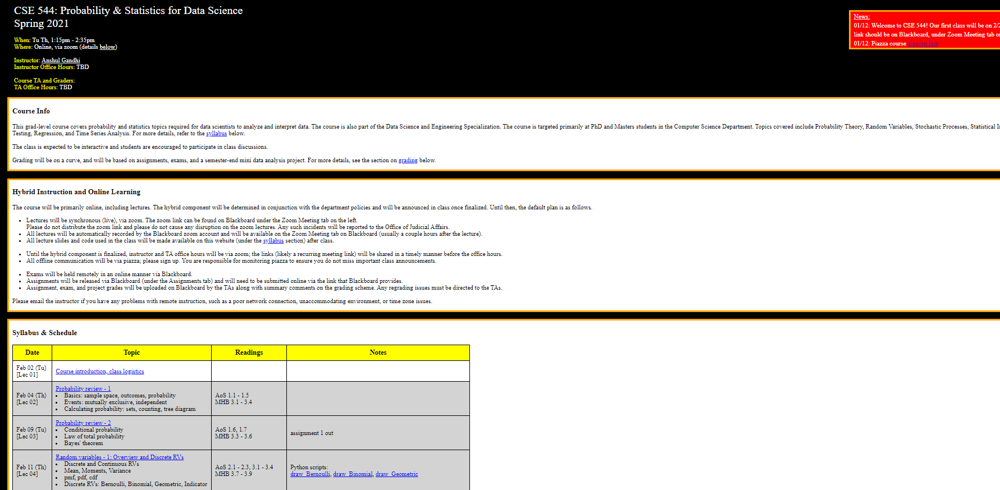 CSE 544: Probability & Statistics for Data Science
Spring 2021
When: Tu Th, 1:15pm - 2:35pm
Where: Online, via zoom (details below)
Instructor: Anshul Gandhi
Instructor Office Hours: TBD
Course TA and Graders:
TA Office Hours: TBD
News:
01/12: Welcome to CSE 544! Our first class will be on 2/2
link should be on Blackboard, under Zoom Meeting tab on
01/12: Piazza course sign-up link
Course Info
This grad-level course covers probability and statistics topics required for data scientists to analyze and interpret data. The course is also part of the Data Science and Engineering Specialization. The course is targeted primarily at PhD and Masters students in the Computer Science Department. Topics covered include Probability Theory, Random Variables, Stochastic Processes, Statistical
Testing, Regression, and Time Series Analysis. For more details, refer to the syllabus below.
The class is expected to be interactive and students are encouraged to participate in class discussions.
Grading will be on a curve, and will be based on assignments, exams, and a semester-end mini data analysis project. For more details, see the section on grading below.
Hybrid Instruction and Online Learning
The course will be primarily online, including lectures. The hybrid component will be determined in conjunction with the department policies and will be announced in class once finalized. Until then, the default plan is as follows.
• Lectures will be synchronous (live), via zoom. The zoom link can be found on Blackboard under the Zoom Meeting tab on the left.
Please do not distribute the zoom link and please do not cause any disruption on the zoom lectures. Any such incidents will be reported to the Office of Judicial Affairs.
• All lectures will be automatically recorded by the Blackboard zoom account and will be available on the Zoom Meeting tab on Blackboard (usually a couple hours after the lecture).
• All lecture slides and code used in the class will be made available on this website (under the syllabus section) after class.
• Until the hybrid component is finalized, instructor and TA office hours will be via zoom; the links (likely a recurring meeting link) will be shared in a timely manner before the office hours.
• All offline communication will be via piazza; please sign up. You are responsible for monitoring piazza to ensure you do not miss important class announcements.
• Exams will be held remotely in an online manner via Blackboard.
• Assignments will be released via Blackboard (under the Assignments tab) and will need to be submitted online via the link that Blackboard provides.
• Assignment, exam, and project grades will be uploaded on Blackboard by the TAs along with summary comments on the grading scheme. Any regrading issues must be directed to the TAs.
Please email the instructor if you have any problems with remote instruction, such as a poor network connection, unaccommodating environment, or time zone issues.
Syllabus & Schedule
Date Topic Readings Notes
Feb 02 (Tu)
[Lec 01]
Course introduction, class logistics
Feb 04 (Th)
[Lec 02]
Probability review - 1
• Basics: sample space, outcomes, probability
• Events: mutually exclusive, independent
• Calculating probability: sets, counting, tree diagram
AoS 1.1 - 1.5
MHB 3.1 - 3.4
Feb 09 (Tu)
[Lec 03]
Probability review - 2
• Conditional probability
• Law of total probability
• Bayes' theorem
AoS 1.6, 1.7
MHB 3.3 - 3.6
assignment 1 out
Feb 11 (Th)
[Lec 04]
Random variables - 1: Overview and Discrete RVs
• Discrete and Continuous RVs
• Mean, Moments, Variance
• pmf, pdf, cdf
• Discrete RVs: Bernoulli, Binomial, Geometric, Indicator
AoS 2.1 - 2.3, 3.1 - 3.4
MHB 3.7 - 3.9
Python scripts:
draw_Bernoulli, draw_Binomial, draw_Geometric